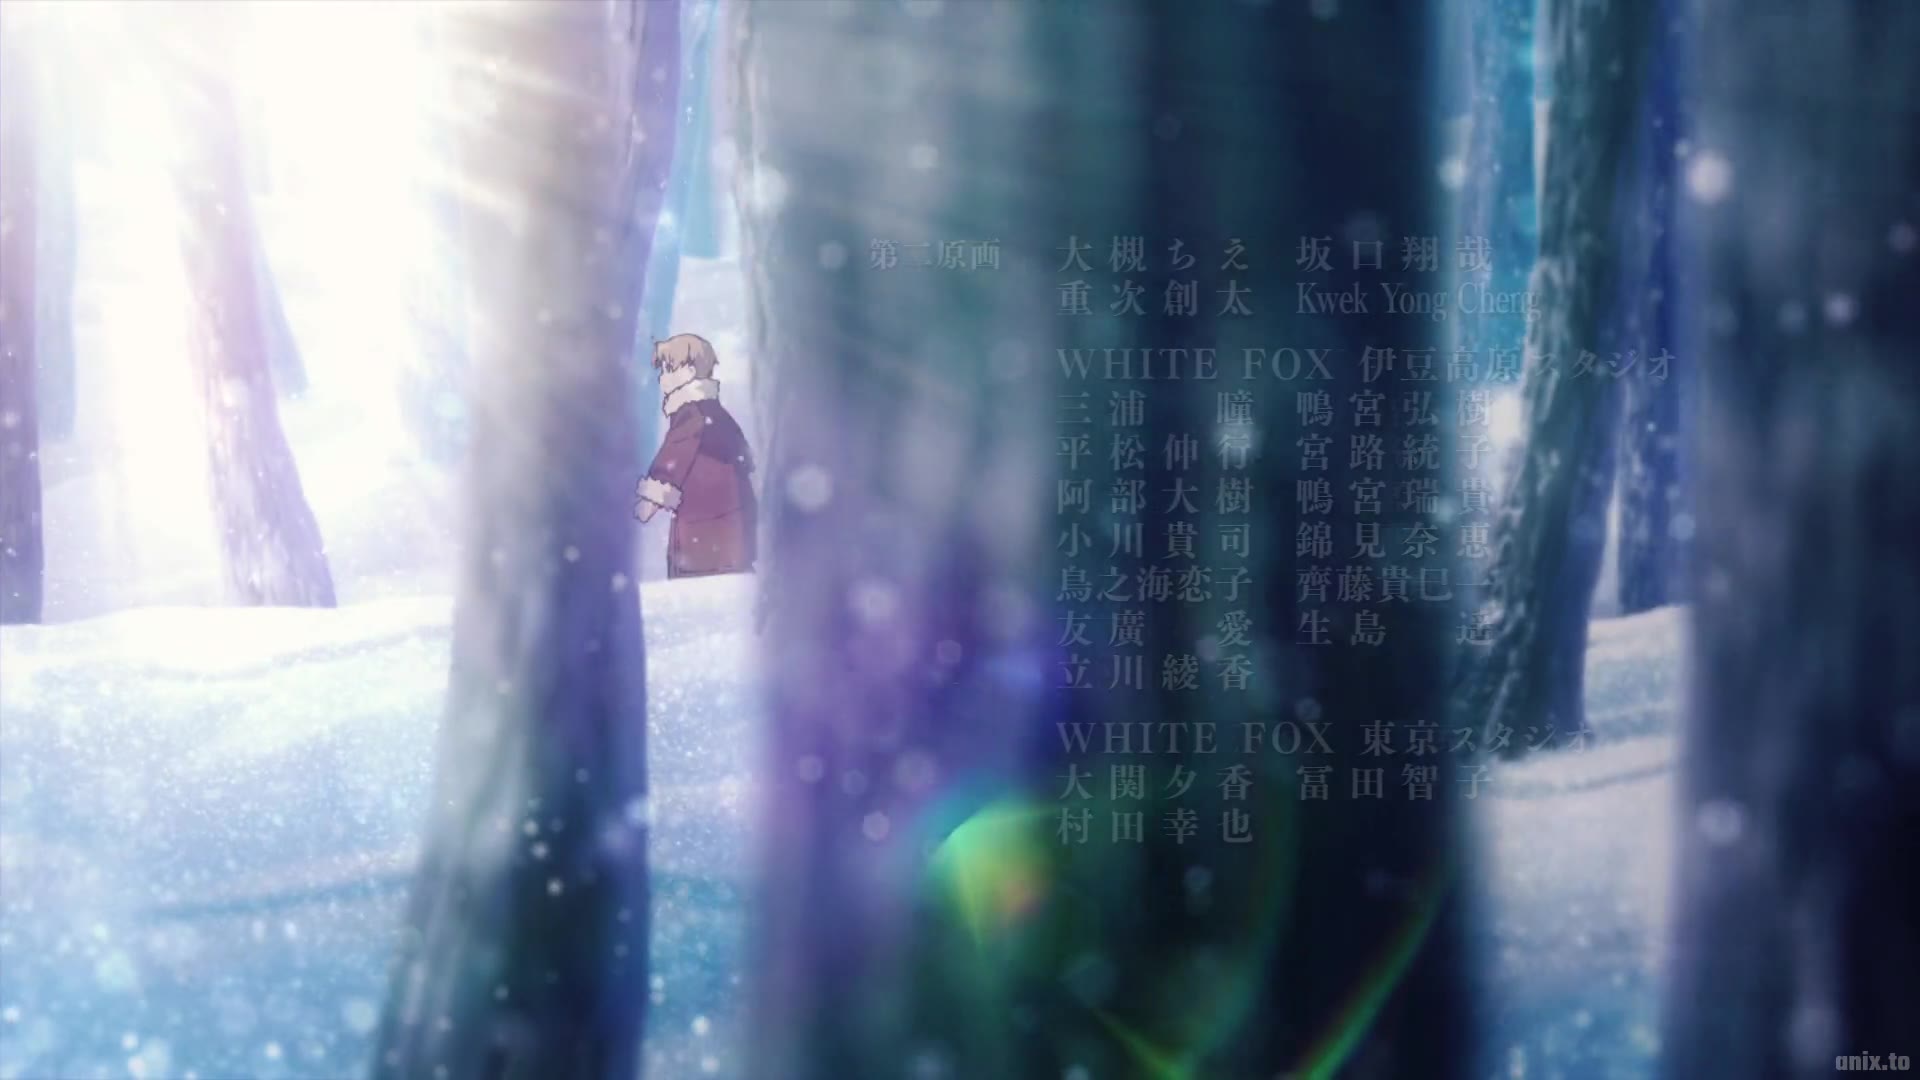 第二原画 大槻ちえ 坂口翔哉
重次創太 Kwek Yong Cherng
WHITE FOX 伊豆高原スタジオ
三浦 瞳 鴨宮弘樹
平松伸行 宮路統子
阿部大樹 鴨宮瑞貴
小川貴司 錦見奈恵
鳥之海恋子 齊藤貴巳一
友廣 愛 生島 遥
立川綾香
WHITE FOX 東京スタジオ
大関夕香 冨田智子
村田幸也
anix.to